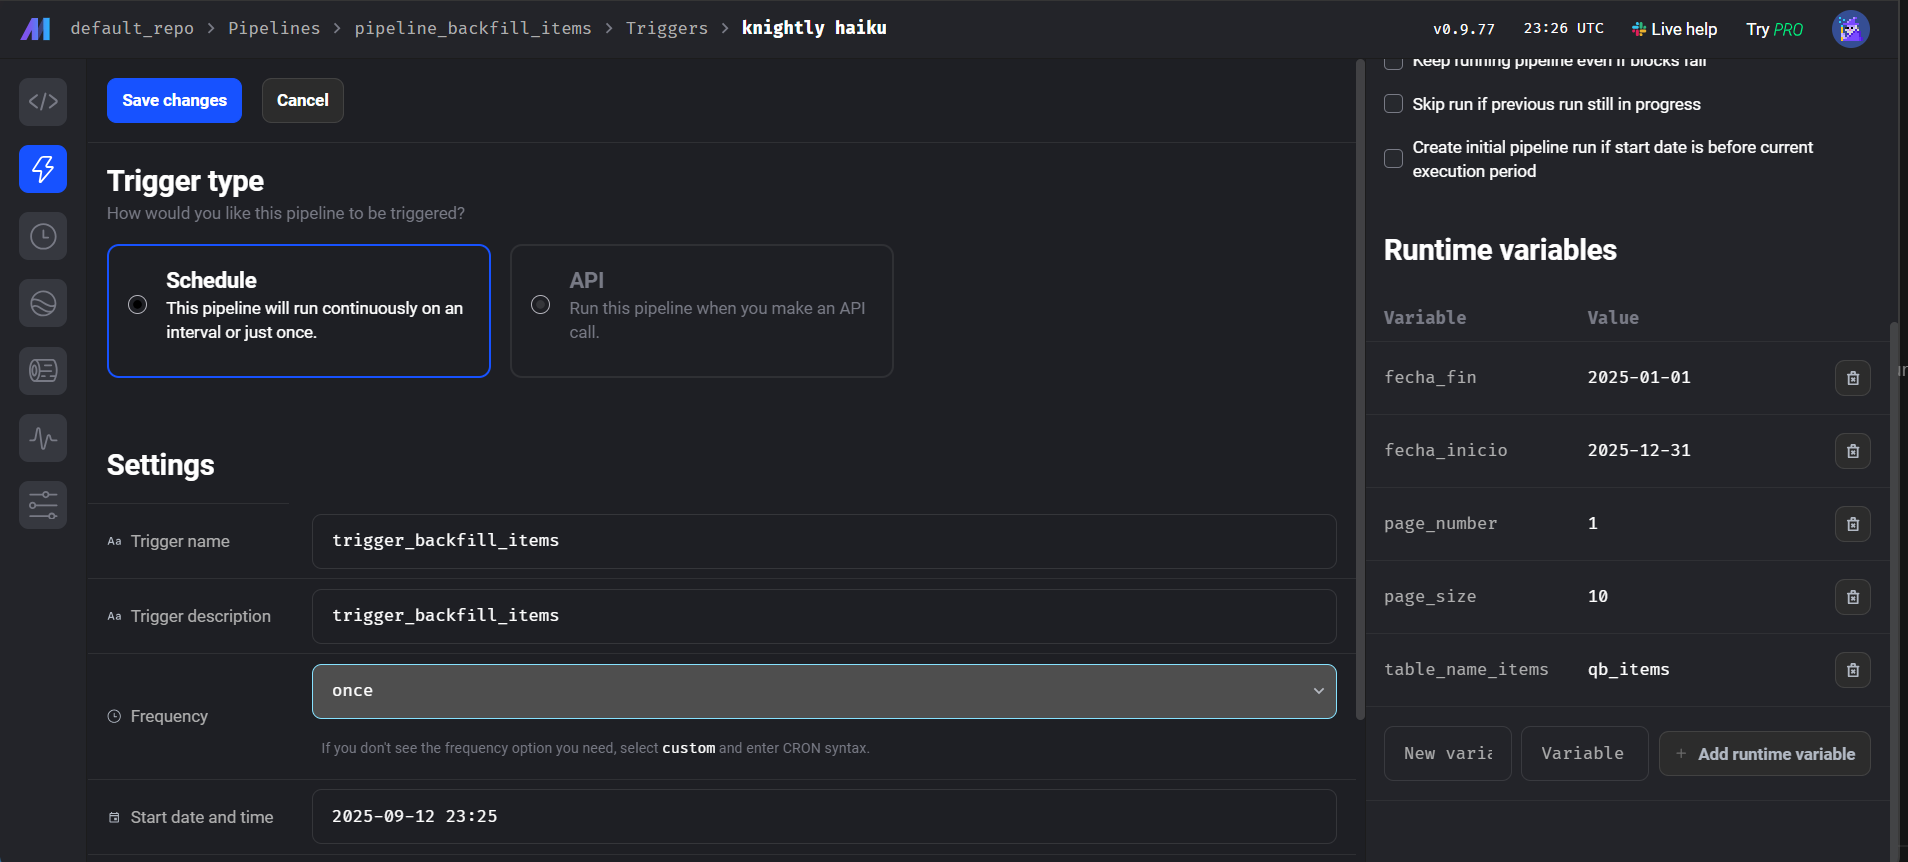 default_repo > Pipelines > pipeline_backfill_items > Triggers > knightly haiku
v0.9.77
23:26 UTC
Live help
Try PRO
Save changes
Cancel
Trigger type
How would you like this pipeline to be triggered?
Schedule
This pipeline will run continuously on an
interval or just once.
API
Run this pipeline when you make an API
call.
Settings
Aa Trigger name
trigger_backfill_items
Aa Trigger description
trigger_backfill_items
Frequency
once
If you don't see the frequency option you need, select custom and enter CRON syntax.
Start date and time
2025-09-12 23:25
Keep running pipeline even if blocks fail
Skip run if previous run still in progress
Create initial pipeline run if start date is before current
execution period
Runtime variables
Variable Value
fecha_fin 2025-01-01
fecha_inicio 2025-12-31
page_number 1
page_size 10
table_name_items qb_items
New varia
Variable
+ Add runtime variable